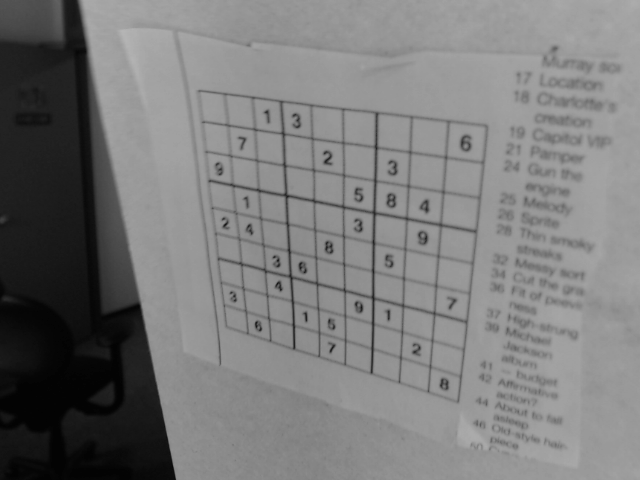 1 3 6
7 2 3
9 5 8 4
1 3 9
2 4 8 5
3 6 7
4 9 1
3 1 5 2
6 7 8
Murray
17 Location
18 Charlotte's
creation
19 Capitol VIP
21 Pamper
24 Gun the
engine
25 Melody
26 Sprite
28 Thin smoky
streaks
32 Messy sort
34 Cut the gra
36 Fit of peevi
ness
37 High-strung
39 Michael
Jackson
album
41 — budget
42 Affirmative
action?
44 About to fall
asleep
46 Old-style hair-
piece
50